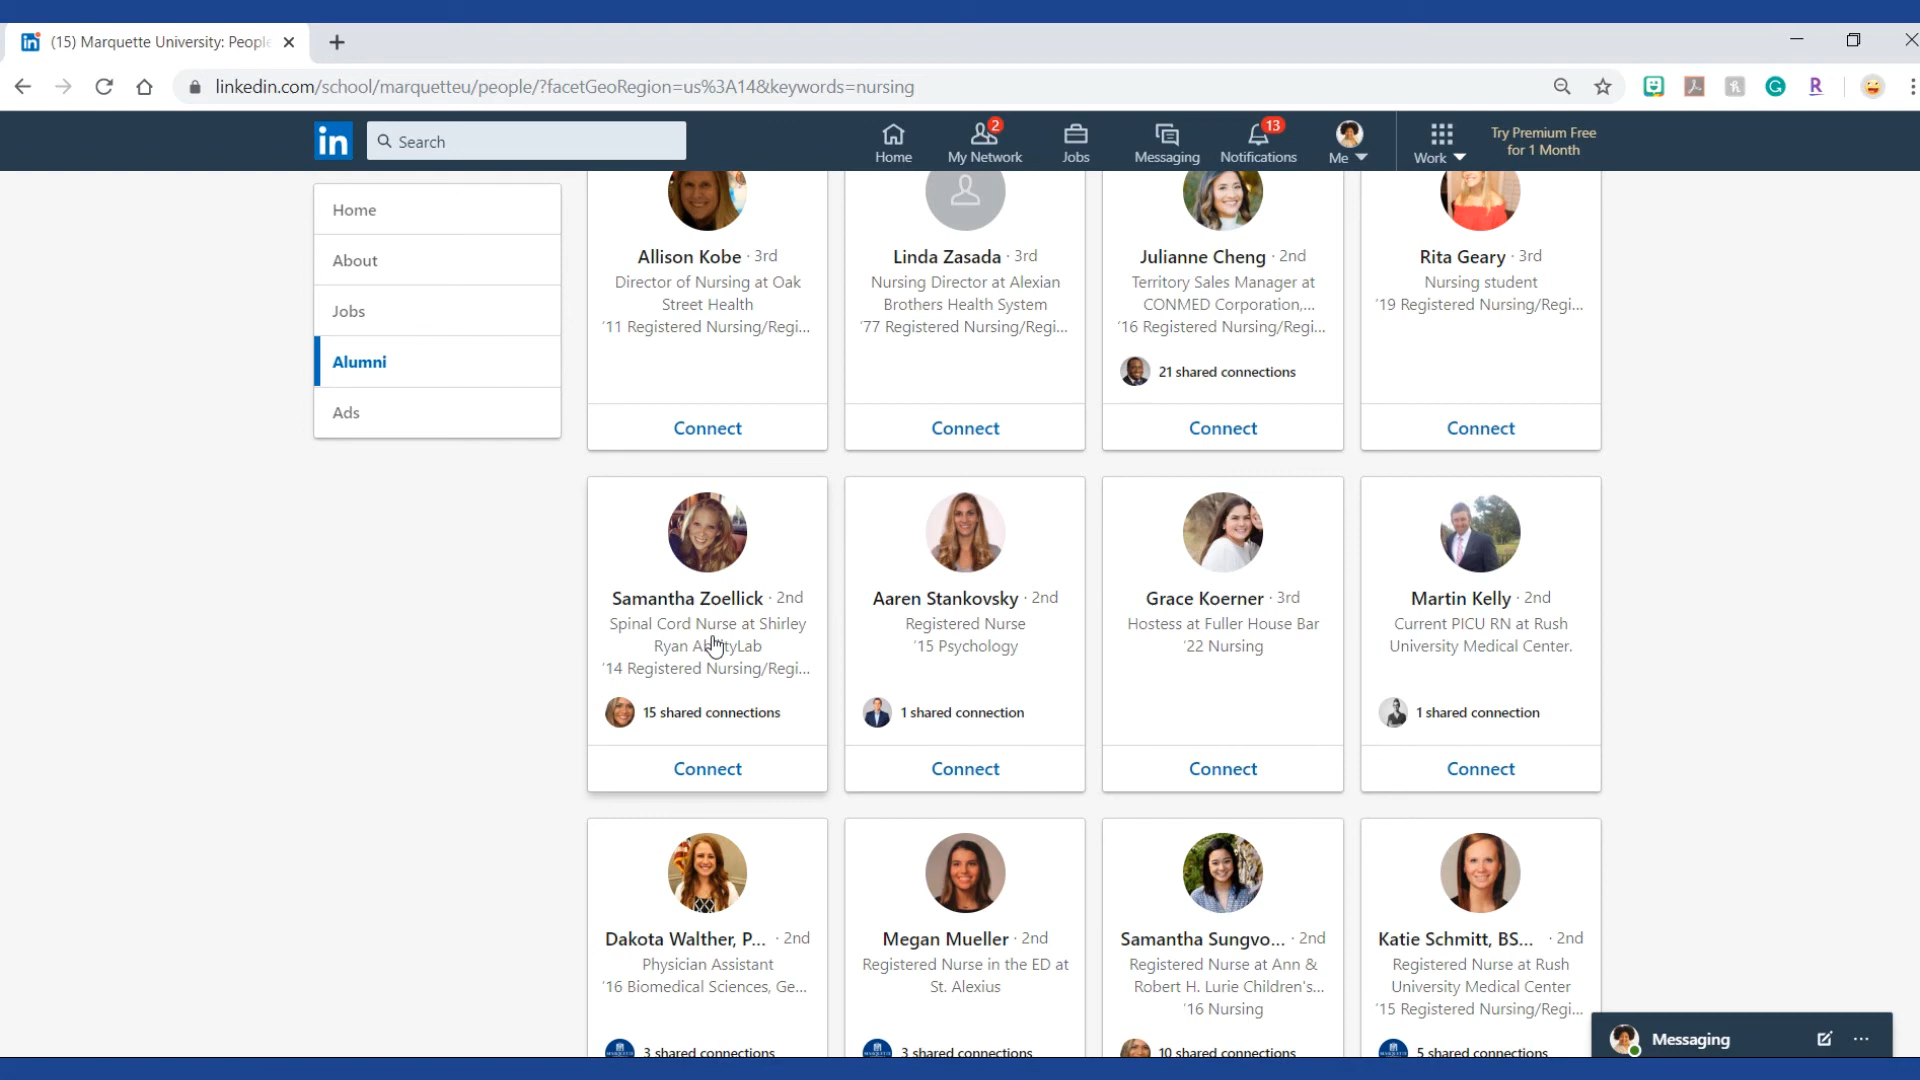 (15) Marquette University: People
linkedin.com/school/marquetteu/people/?facetGeoRegion=us%3A14&keywords=nursing
in
Search
Home
2
My Network
Jobs
Messaging
13
Notifications
Me
Work
Try Premium Free
for 1 Month
Home
About
Jobs
Alumni
Ads
Allison Kobe · 3rd
Director of Nursing at Oak
Street Health
'11 Registered Nursing/Regi...
Connect
Linda Zasada · 3rd
Nursing Director at Alexian
Brothers Health System
'77 Registered Nursing/Regi...
Connect
Julianne Cheng · 2nd
Territory Sales Manager at
CONMED Corporation,...
'16 Registered Nursing/Regi...
21 shared connections
Connect
Rita Geary · 3rd
Nursing student
'19 Registered Nursing/Regi...
Connect
Samantha Zoellick · 2nd
Spinal Cord Nurse at Shirley
Ryan AbilityLab
'14 Registered Nursing/Regi...
15 shared connections
Connect
Aaren Stankovsky · 2nd
Registered Nurse
'15 Psychology
1 shared connection
Connect
Grace Koerner · 3rd
Hostess at Fuller House Bar
'22 Nursing
Connect
Martin Kelly · 2nd
Current PICU RN at Rush
University Medical Center.
1 shared connection
Connect
Dakota Walther, P... · 2nd
Physician Assistant
'16 Biomedical Sciences, Ge...
3 shared connections
Megan Mueller · 2nd
Registered Nurse in the ED at
St. Alexius
3 shared connections
Samantha Sungvo... · 2nd
Registered Nurse at Ann &
Robert H. Lurie Children's...
'16 Nursing
10 shared connections
Katie Schmitt, BS... · 2nd
Registered Nurse at Rush
University Medical Center
'15 Registered Nursing/Regi...
5 shared connections
Messaging